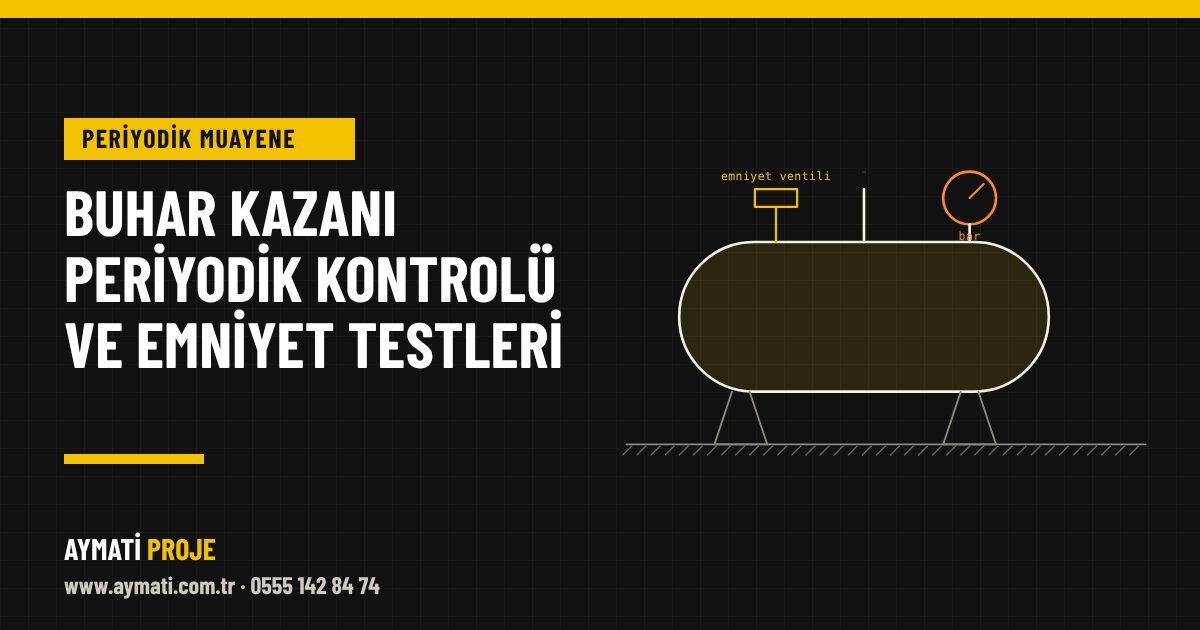 PERİYODİK MUAYENE
BUHAR KAZANI
PERİYODİK KONTROLÜ
VE EMNİYET TESTLERİ
emniyet ventili
bar
AYMATİ PROJE
www.aymati.com.tr · 0555 142 84 74